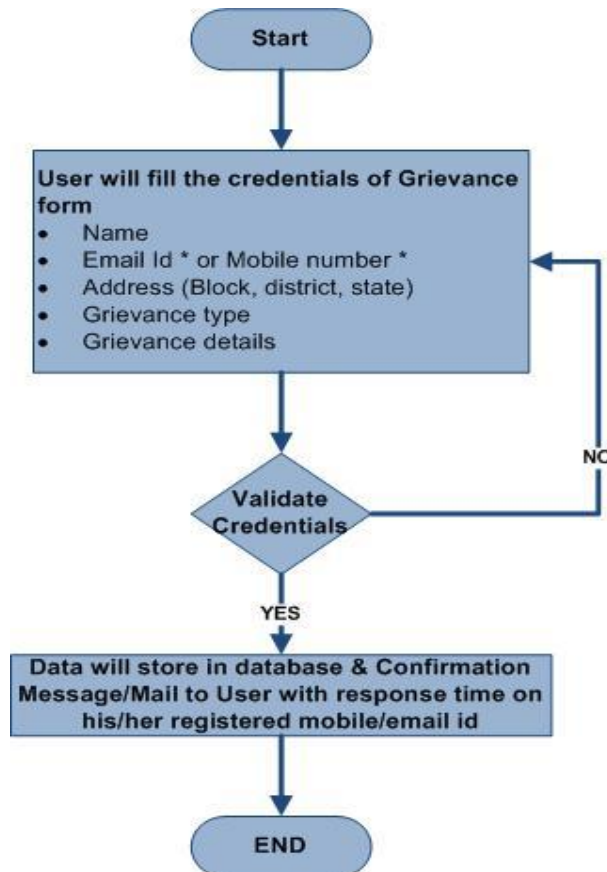 Start
User will fill the credentials of Grievance
form
• Name
• Email Id * or Mobile number *
• Address (Block, district, state)
• Grievance type
• Grievance details
NO
Validate
Credentials
YES
Data will store in database & Confirmation
Message/Mail to User with response time on
his/her registered mobile/email id
END